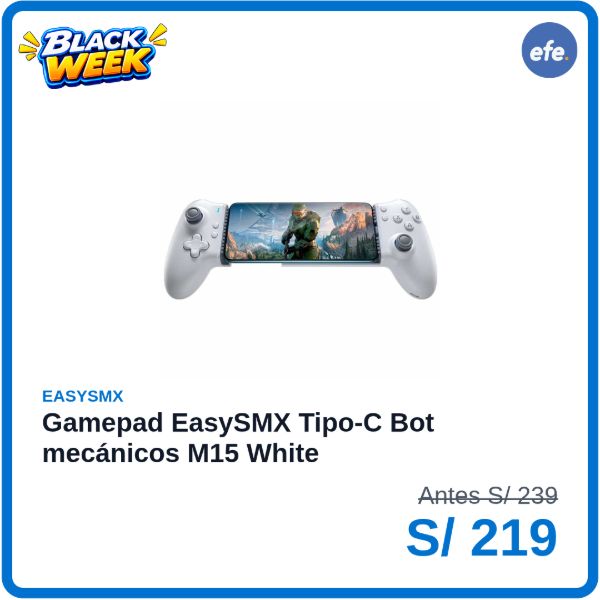 BLACK
WEEK
efe.
EASYSMX
Gamepad EasySMX Tipo-C Bot
mecánicos M15 White
Antes S/ 239
S/ 219